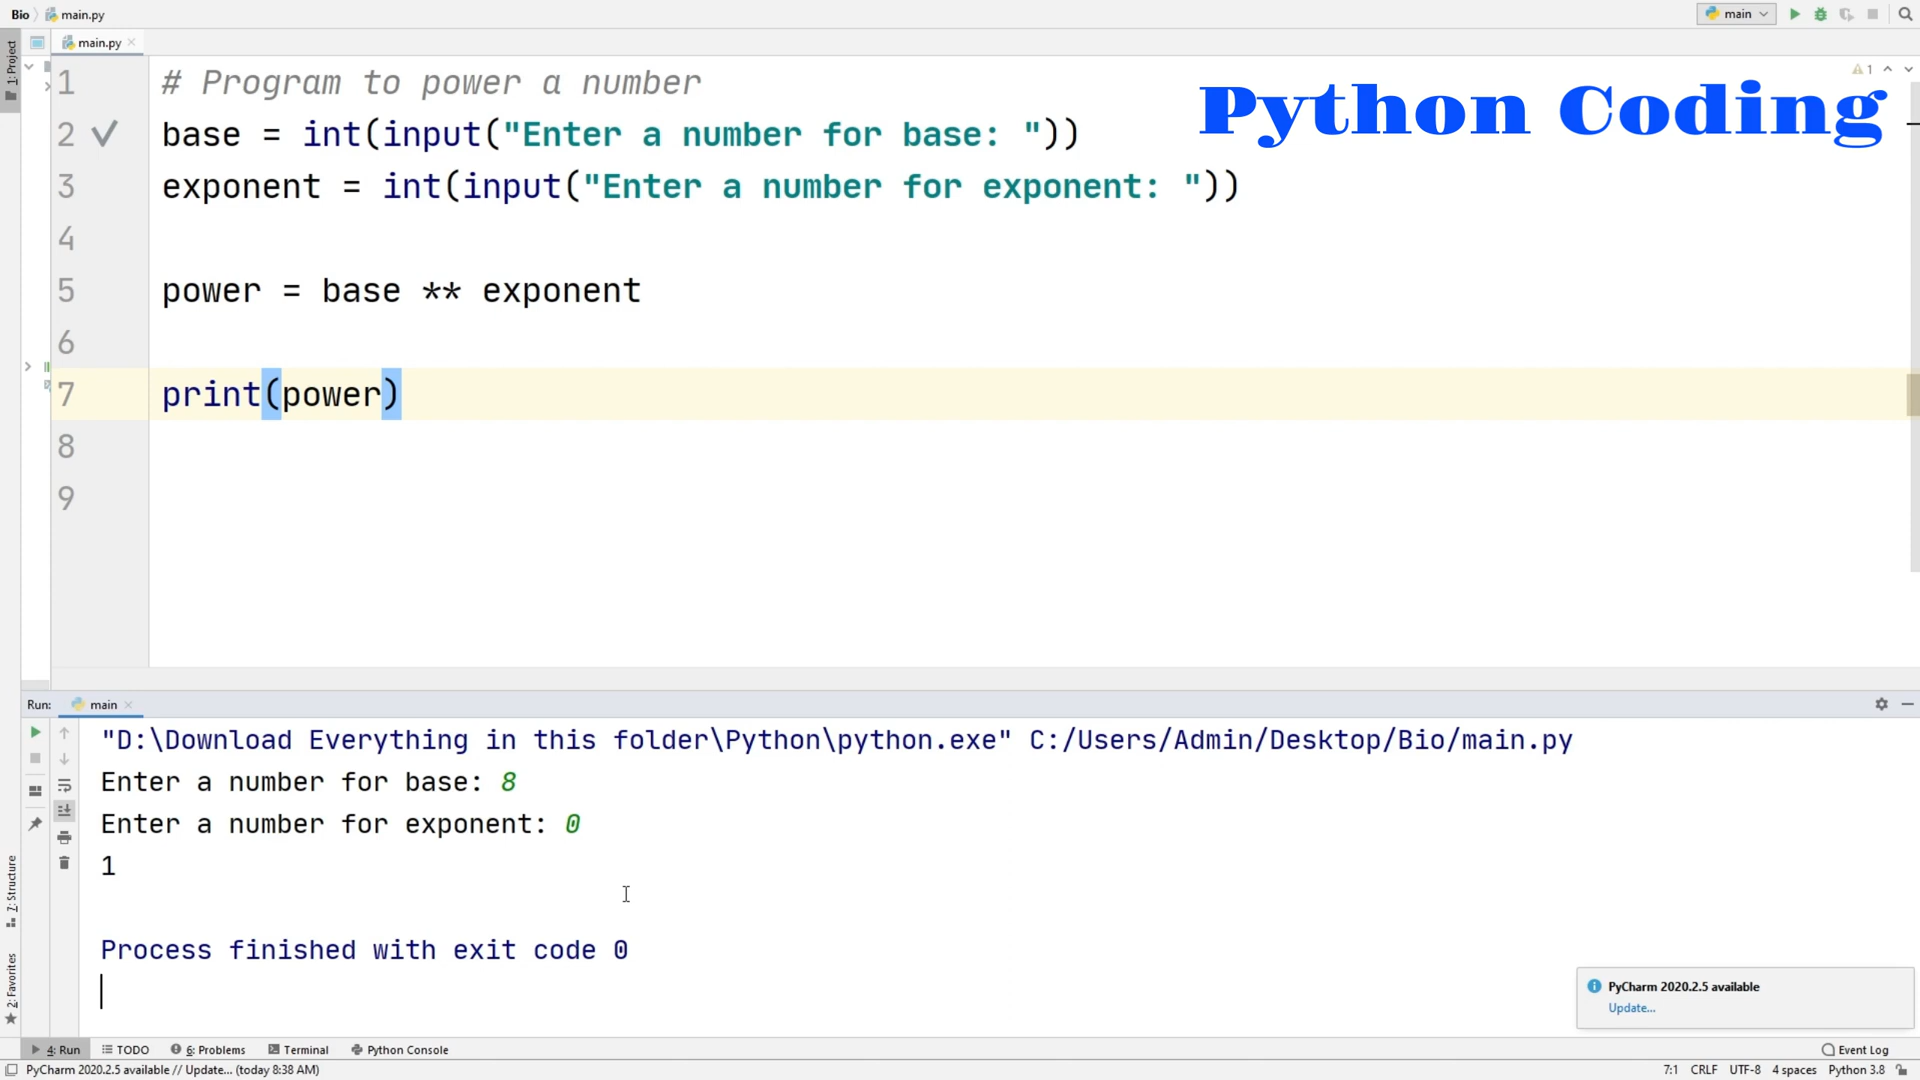 Bio main.py
main
main.py
1: Project
1 # Program to power a number
Python Coding
1
2 base = int(input("Enter a number for base: "))
3 exponent = int(input("Enter a number for exponent: "))
4
5 power = base ** exponent
6
7 print(power)
8
9
Run: main
"D:\Download Everything in this folder\Python\python.exe" C:/Users/Admin/Desktop/Bio/main.py
Enter a number for base: 8
Enter a number for exponent: 0
1
Process finished with exit code 0
7: Structure
2: Favorites
PyCharm 2020.2.5 available
Update...
4: Run TODO 6: Problems Terminal Python Console Event Log
PyCharm 2020.2.5 available // Update... (today 8:38 AM) 7:1 CRLF UTF-8 4 spaces Python 3.8